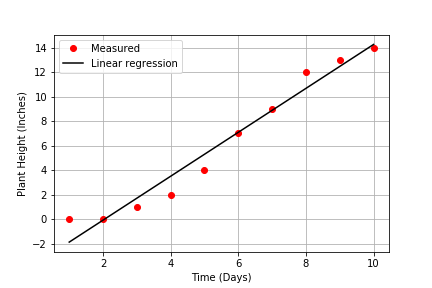 Measured
Linear regression
14
12
10
8
6
4
2
0
−2
Plant Height (Inches)
2 4 6 8 10
Time (Days)